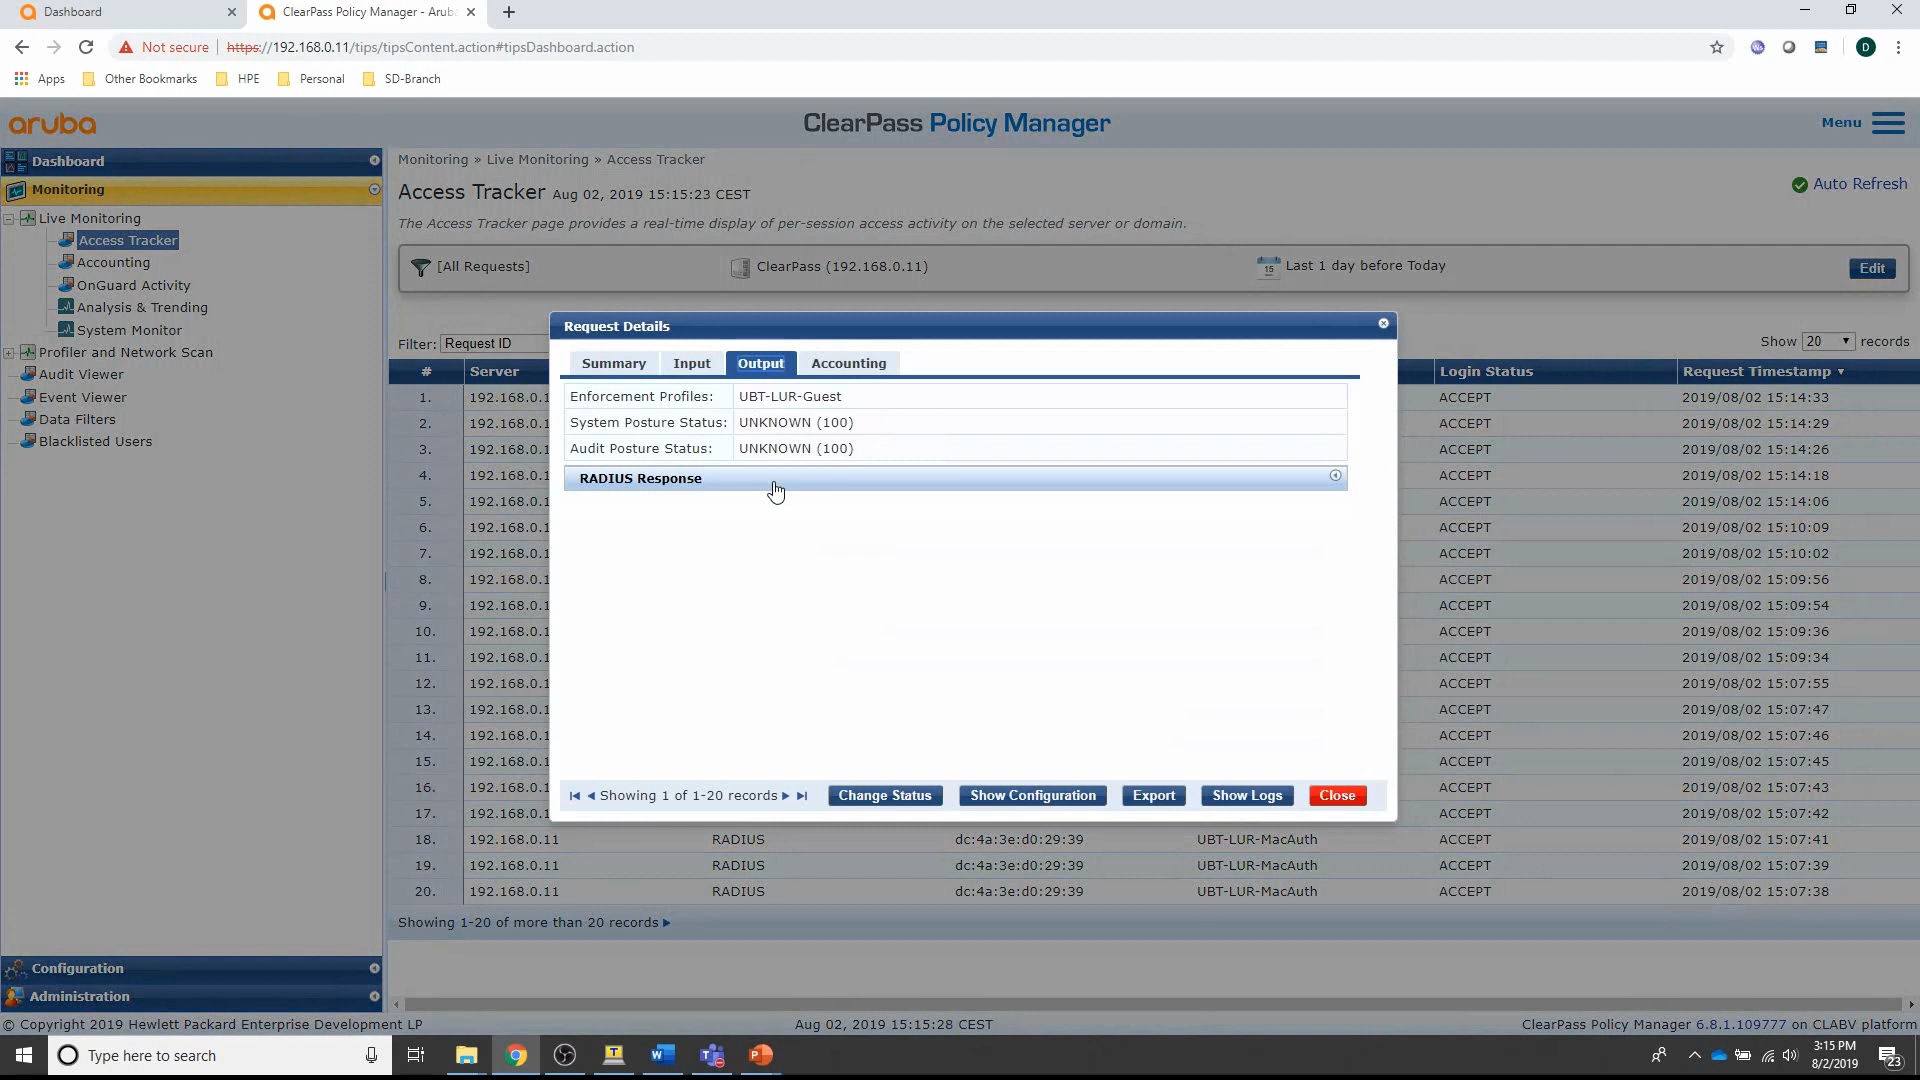 Dashboard
ClearPass Policy Manager - Aruba
Not secure
https://192.168.0.11/tips/tipsContent.action#tipsDashboard.action
D
Apps
Other Bookmarks
HPE
Personal
SD-Branch
aruba
ClearPass Policy Manager
Menu
Dashboard
Monitoring
Live Monitoring
Access Tracker
Accounting
OnGuard Activity
Analysis & Trending
System Monitor
Profiler and Network Scan
Audit Viewer
Event Viewer
Data Filters
Blacklisted Users
Configuration
Administration
Monitoring » Live Monitoring » Access Tracker
Access Tracker Aug 02, 2019 15:15:23 CEST
Auto Refresh
The Access Tracker page provides a real-time display of per-session access activity on the selected server or domain.
[All Requests]
ClearPass (192.168.0.11)
15
Last 1 day before Today
Edit
Filter: Request ID
Show 20 records
# Server Login Status Request Timestamp
1. 192.168.0.1 ACCEPT 2019/08/02 15:14:33
2. 192.168.0.1 ACCEPT 2019/08/02 15:14:29
3. 192.168.0.1 ACCEPT 2019/08/02 15:14:26
4. 192.168.0.1 ACCEPT 2019/08/02 15:14:18
5. 192.168.0.1 ACCEPT 2019/08/02 15:14:06
6. 192.168.0.1 ACCEPT 2019/08/02 15:10:09
7. 192.168.0.1 ACCEPT 2019/08/02 15:10:02
8. 192.168.0.1 ACCEPT 2019/08/02 15:09:56
9. 192.168.0.1 ACCEPT 2019/08/02 15:09:54
10. 192.168.0.1 ACCEPT 2019/08/02 15:09:36
11. 192.168.0.1 ACCEPT 2019/08/02 15:09:34
12. 192.168.0.1 ACCEPT 2019/08/02 15:07:55
13. 192.168.0.1 ACCEPT 2019/08/02 15:07:47
14. 192.168.0.1 ACCEPT 2019/08/02 15:07:46
15. 192.168.0.1 ACCEPT 2019/08/02 15:07:45
16. 192.168.0.1 ACCEPT 2019/08/02 15:07:43
17. 192.168.0.1 ACCEPT 2019/08/02 15:07:42
18. 192.168.0.11 RADIUS dc:4a:3e:d0:29:39 UBT-LUR-MacAuth ACCEPT 2019/08/02 15:07:41
19. 192.168.0.11 RADIUS dc:4a:3e:d0:29:39 UBT-LUR-MacAuth ACCEPT 2019/08/02 15:07:39
20. 192.168.0.11 RADIUS dc:4a:3e:d0:29:39 UBT-LUR-MacAuth ACCEPT 2019/08/02 15:07:38
Showing 1-20 of more than 20 records
Request Details
Summary Input Output Accounting
Enforcement Profiles: UBT-LUR-Guest
System Posture Status: UNKNOWN (100)
Audit Posture Status: UNKNOWN (100)
RADIUS Response
Showing 1 of 1-20 records
Change Status Show Configuration Export Show Logs Close
© Copyright 2019 Hewlett Packard Enterprise Development LP
Aug 02, 2019 15:15:28 CEST
ClearPass Policy Manager 6.8.1.109777 on CLABV platform
Type here to search
3:15 PM
8/2/2019
23